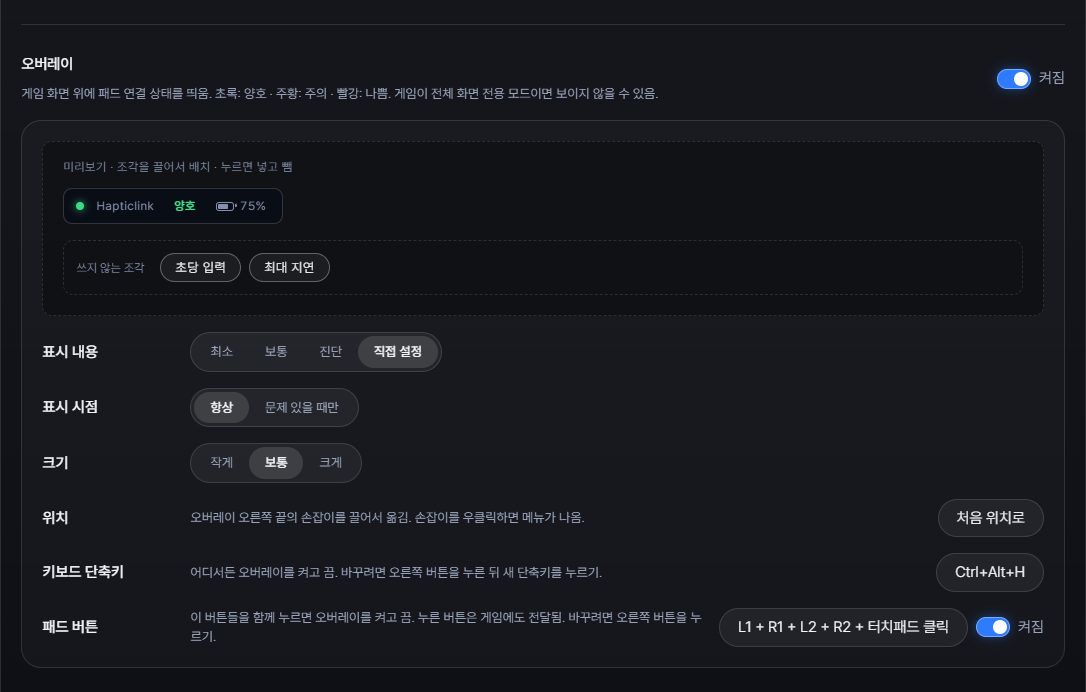 오버레이
켜짐
게임 화면 위에 패드 연결 상태를 띄움. 초록: 양호 · 주황: 주의 · 빨강: 나쁨. 게임이 전체 화면 전용 모드이면 보이지 않을 수 있음.
미리보기 · 조각을 끌어서 배치 · 누르면 넣고 뺌
Hapticlink 양호 75%
쓰지 않는 조각 초당 입력 최대 지연
표시 내용 최소 보통 진단 직접 설정
표시 시점 항상 문제 있을 때만
크기 작게 보통 크게
위치 오버레이 오른쪽 끝의 손잡이를 끌어서 옮김. 손잡이를 우클릭하면 메뉴가 나옴. 처음 위치로
키보드 단축키 어디서든 오버레이를 켜고 끔. 바꾸려면 오른쪽 버튼을 누른 뒤 새 단축키를 누르기. Ctrl+Alt+H
패드 버튼 이 버튼들을 함께 누르면 오버레이를 켜고 끔. 누른 버튼은 게임에도 전달됨. 바꾸려면 오른쪽 버튼을 누
르기.
L1 + R1 + L2 + R2 + 터치패드 클릭 켜짐